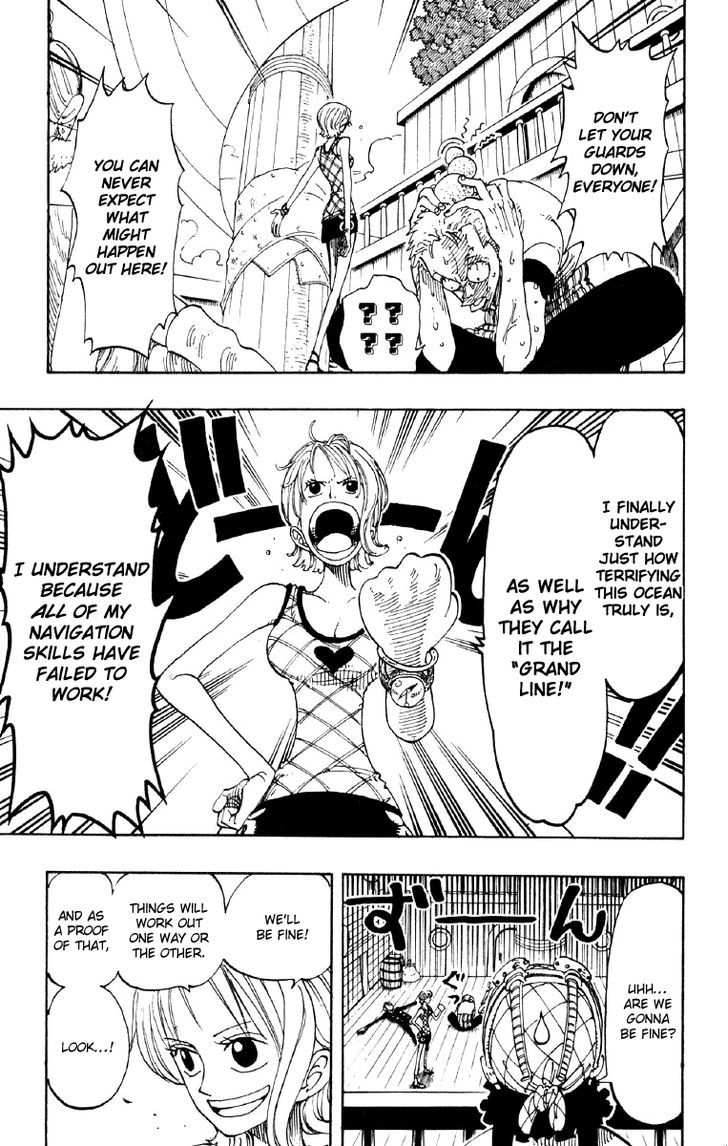 DON'T
LET YOUR
GUARDS
DOWN,
EVERYONE!
YOU CAN
NEVER
EXPECT
WHAT
MIGHT
HAPPEN
OUT HERE!
? ?
? ?
I FINALLY
UNDER-
STAND
JUST HOW
TERRIFYING
THIS OCEAN
TRULY IS,
AS WELL
AS WHY
THEY CALL
IT THE
"GRAND
LINE!"
I UNDERSTAND
BECAUSE
ALL OF MY
NAVIGATION
SKILLS HAVE
FAILED TO
WORK!
ずーん
ぐっ
UHH...
ARE WE
GONNA
BE FINE?
WE'LL
BE FINE!
THINGS WILL
WORK OUT
ONE WAY OR
THE OTHER.
AND AS
A PROOF
OF THAT,
LOOK...!